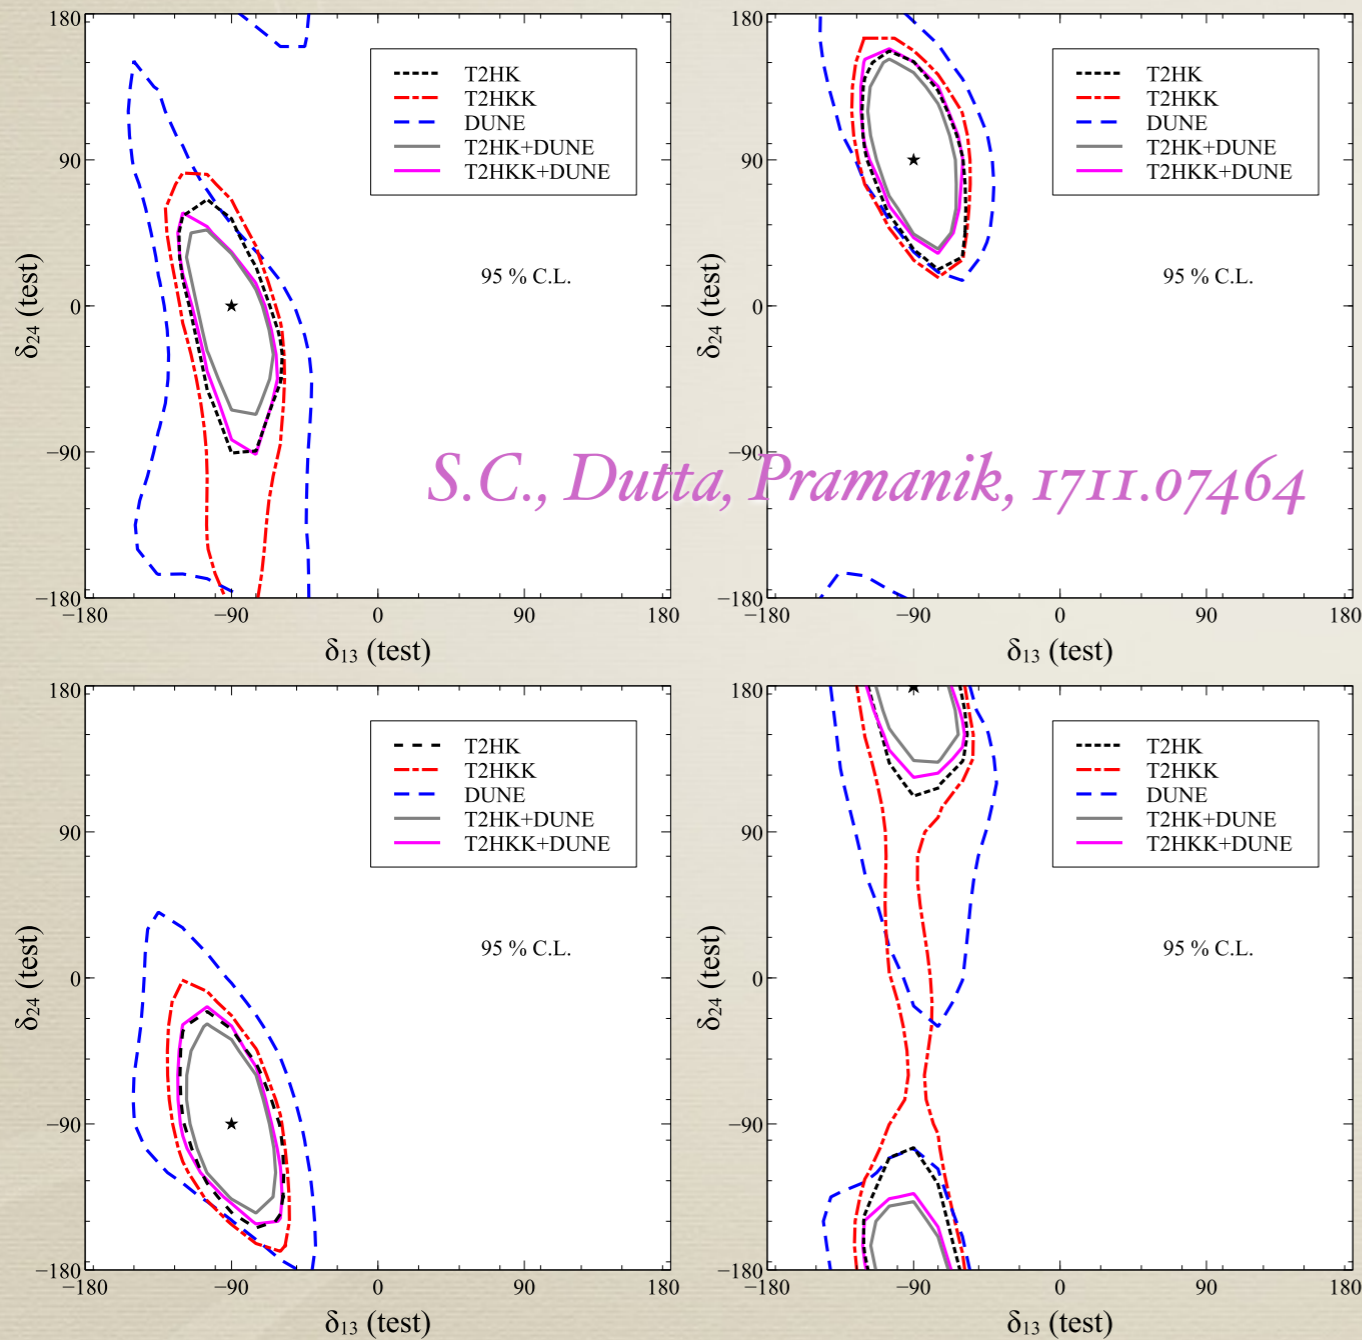 180
90
0
−90
−180
δ24 (test)
T2HK
T2HKK
DUNE
T2HK+DUNE
T2HKK+DUNE
95 % C.L.
−180 −90 0 90 180
δ13 (test)
180
90
0
−90
−180
δ24 (test)
T2HK
T2HKK
DUNE
T2HK+DUNE
T2HKK+DUNE
95 % C.L.
−180 −90 0 90 180
δ13 (test)
S.C., Dutta, Pramanik, 1711.07464
180
90
0
−90
−180
δ24 (test)
T2HK
T2HKK
DUNE
T2HK+DUNE
T2HKK+DUNE
95 % C.L.
−180 −90 0 90 180
δ13 (test)
180
90
0
−90
−180
δ24 (test)
T2HK
T2HKK
DUNE
T2HK+DUNE
T2HKK+DUNE
95 % C.L.
−180 −90 0 90 180
δ13 (test)